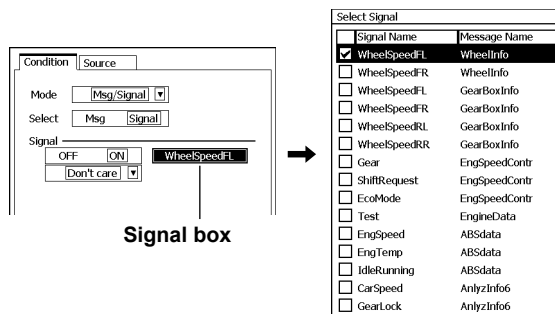 Condition Source
Mode Msg/Signal
Select Msg Signal
Signal
OFF ON WheelSpeedFL
Don't care
Signal box
Select Signal
Signal Name Message Name
WheelSpeedFL WheelInfo
WheelSpeedFR WheelInfo
WheelSpeedFL GearBoxInfo
WheelSpeedFR GearBoxInfo
WheelSpeedRL GearBoxInfo
WheelSpeedRR GearBoxInfo
Gear EngSpeedContr
ShiftRequest EngSpeedContr
EcoMode EngSpeedContr
Test EngineData
EngSpeed ABSdata
EngTemp ABSdata
IdleRunning ABSdata
CarSpeed AnlyzInfo6
GearLock AnlyzInfo6